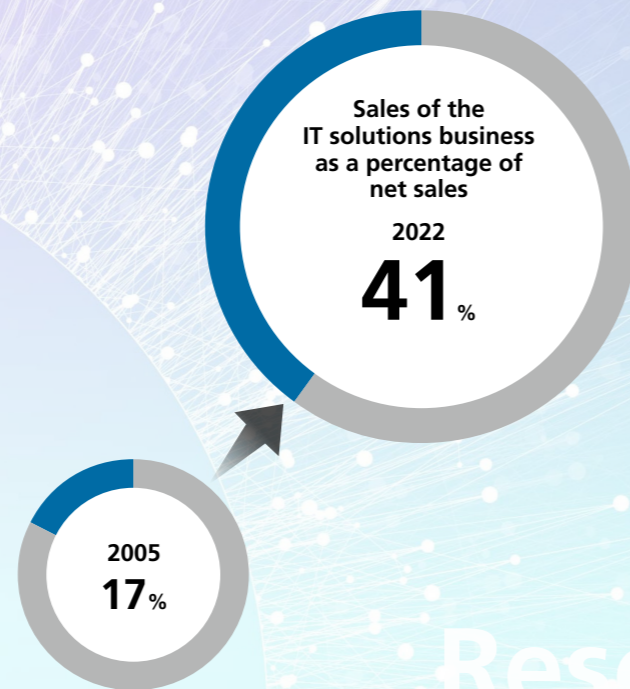 Sales of the
IT solutions business
as a percentage of
net sales
2022
41 %
2005
17 %